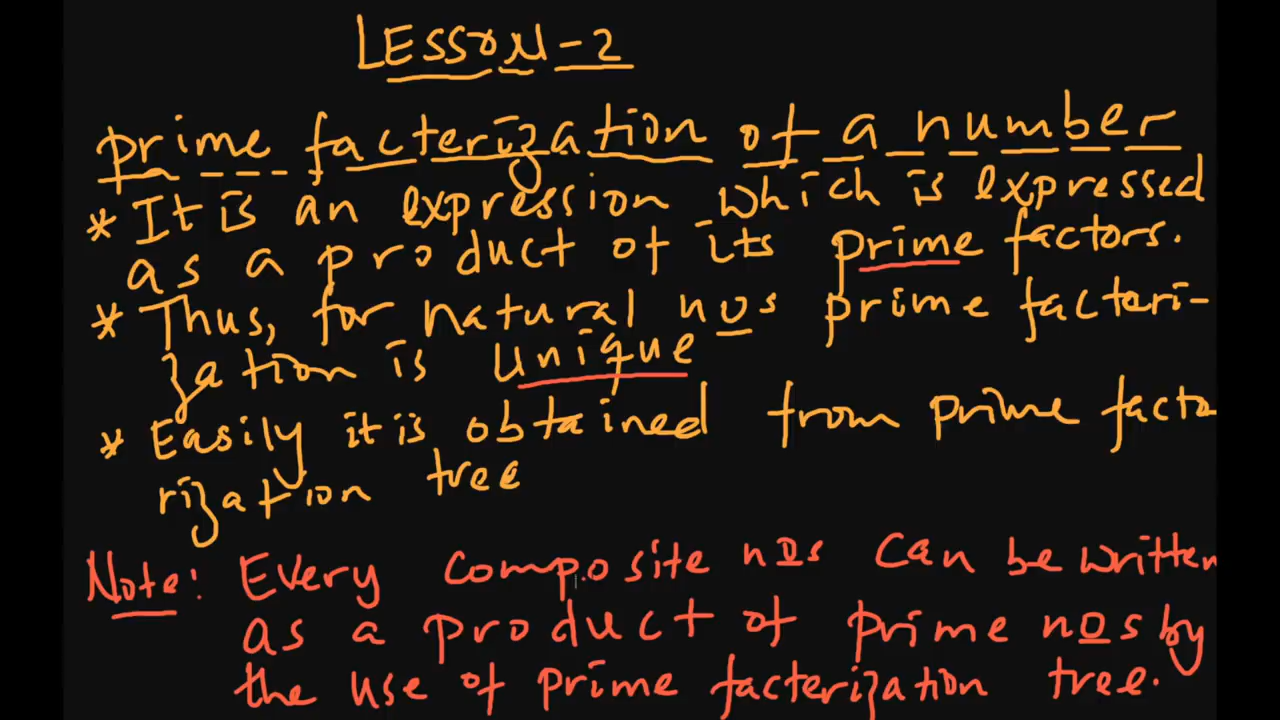 LESSON-2
prime facterization of a number
* It is an expression which is expressed
as a product of its prime factors.
* Thus, for natural nos prime facteri-
zation is unique
* Easily it is obtained from prime facto
rization tree
Note: Every composite nos can be written
as a product of prime nos by
the use of prime facterization tree.